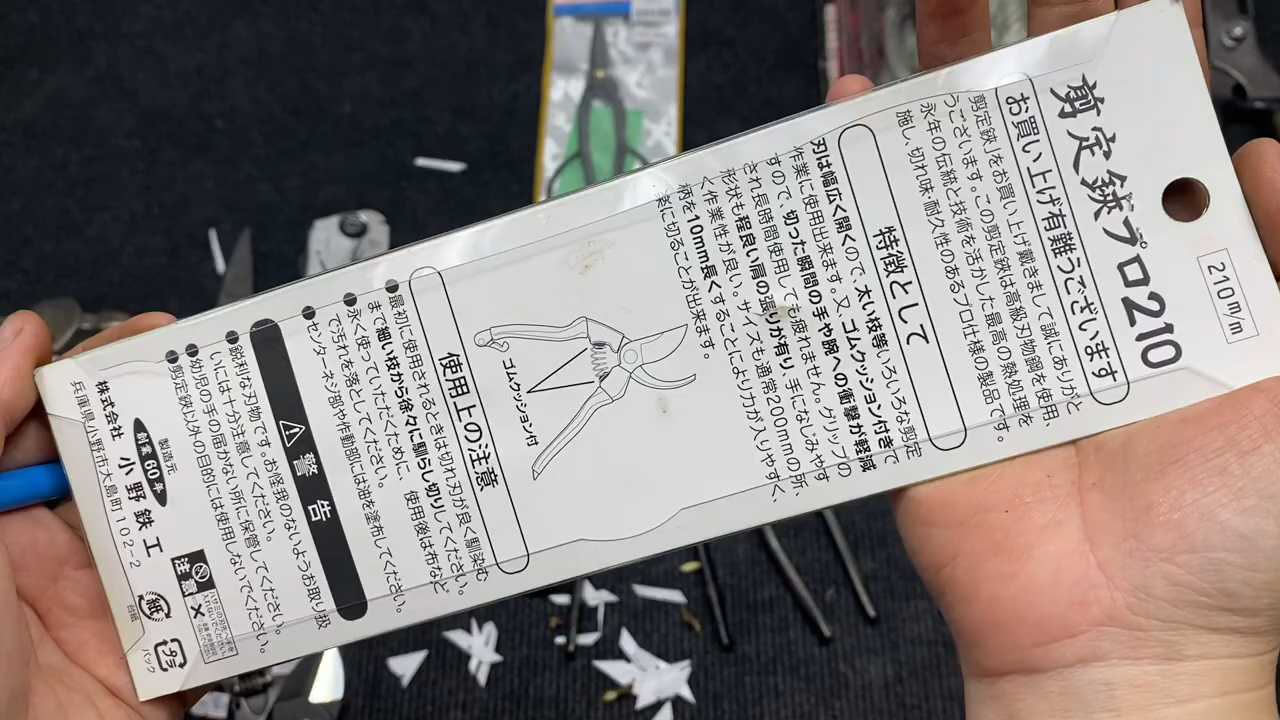 剪定鋏プロ210
210m/m
お買い上げ有難うございます
剪定鋏」をお買い上げ戴きまして誠にありがと
うございます。この剪定鋏は高級刃物鋼を使用、
永年の伝統と技術を活かした最高の熱処理を
施し、切れ味、耐久性のあるプロ仕様の製品です。
特徴として
刃は幅広く開くので、太い枝等いろいろな剪定
作業に使用出来ます。又、ゴムクッション付きで
すので、切った瞬間の手や腕への衝撃が軽減
され長時間使用しても疲れません。グリップの
形状も程良い肩の張りが有り、手になじみやす
く作業性が良い。サイズも通常200mmの所、
柄を10mm長くすることにより力が入りやすく、
楽に切ることが出来ます。
ゴムクッション付
使用上の注意
●最初に使用されるときは切れ刃が良く馴染む
まで細い枝から徐々に馴らし切りしてください。
●永く使っていただくために、使用後は布など
で汚れを落としてください。
●センターネジ部や作動部には油を塗布してください。
警告
●鋭利な刃物です。お怪我のないようお取り扱
いには十分注意してください。
●幼児の手の届かない所に保管してください。
●剪定鋏以外の目的には使用しないでください。
製造元
創業60年
株式会社 小野鉄工
兵庫県小野市大島町102-2
注意
紙
台紙
プラ
パック